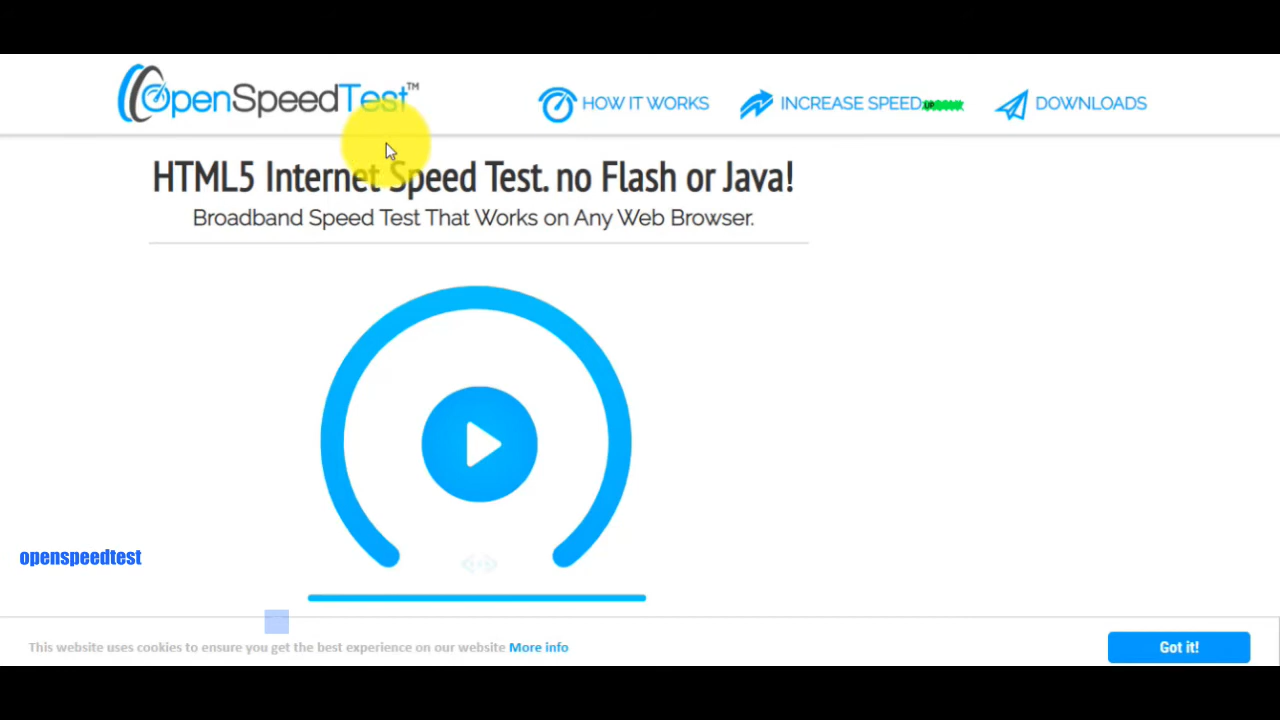 OpenSpeedTest™
HOW IT WORKS
INCREASE SPEED UP
DOWNLOADS
HTML5 Internet Speed Test. no Flash or Java!
Broadband Speed Test That Works on Any Web Browser.
openspeedtest
This website uses cookies to ensure you get the best experience on our website More info
Got it!